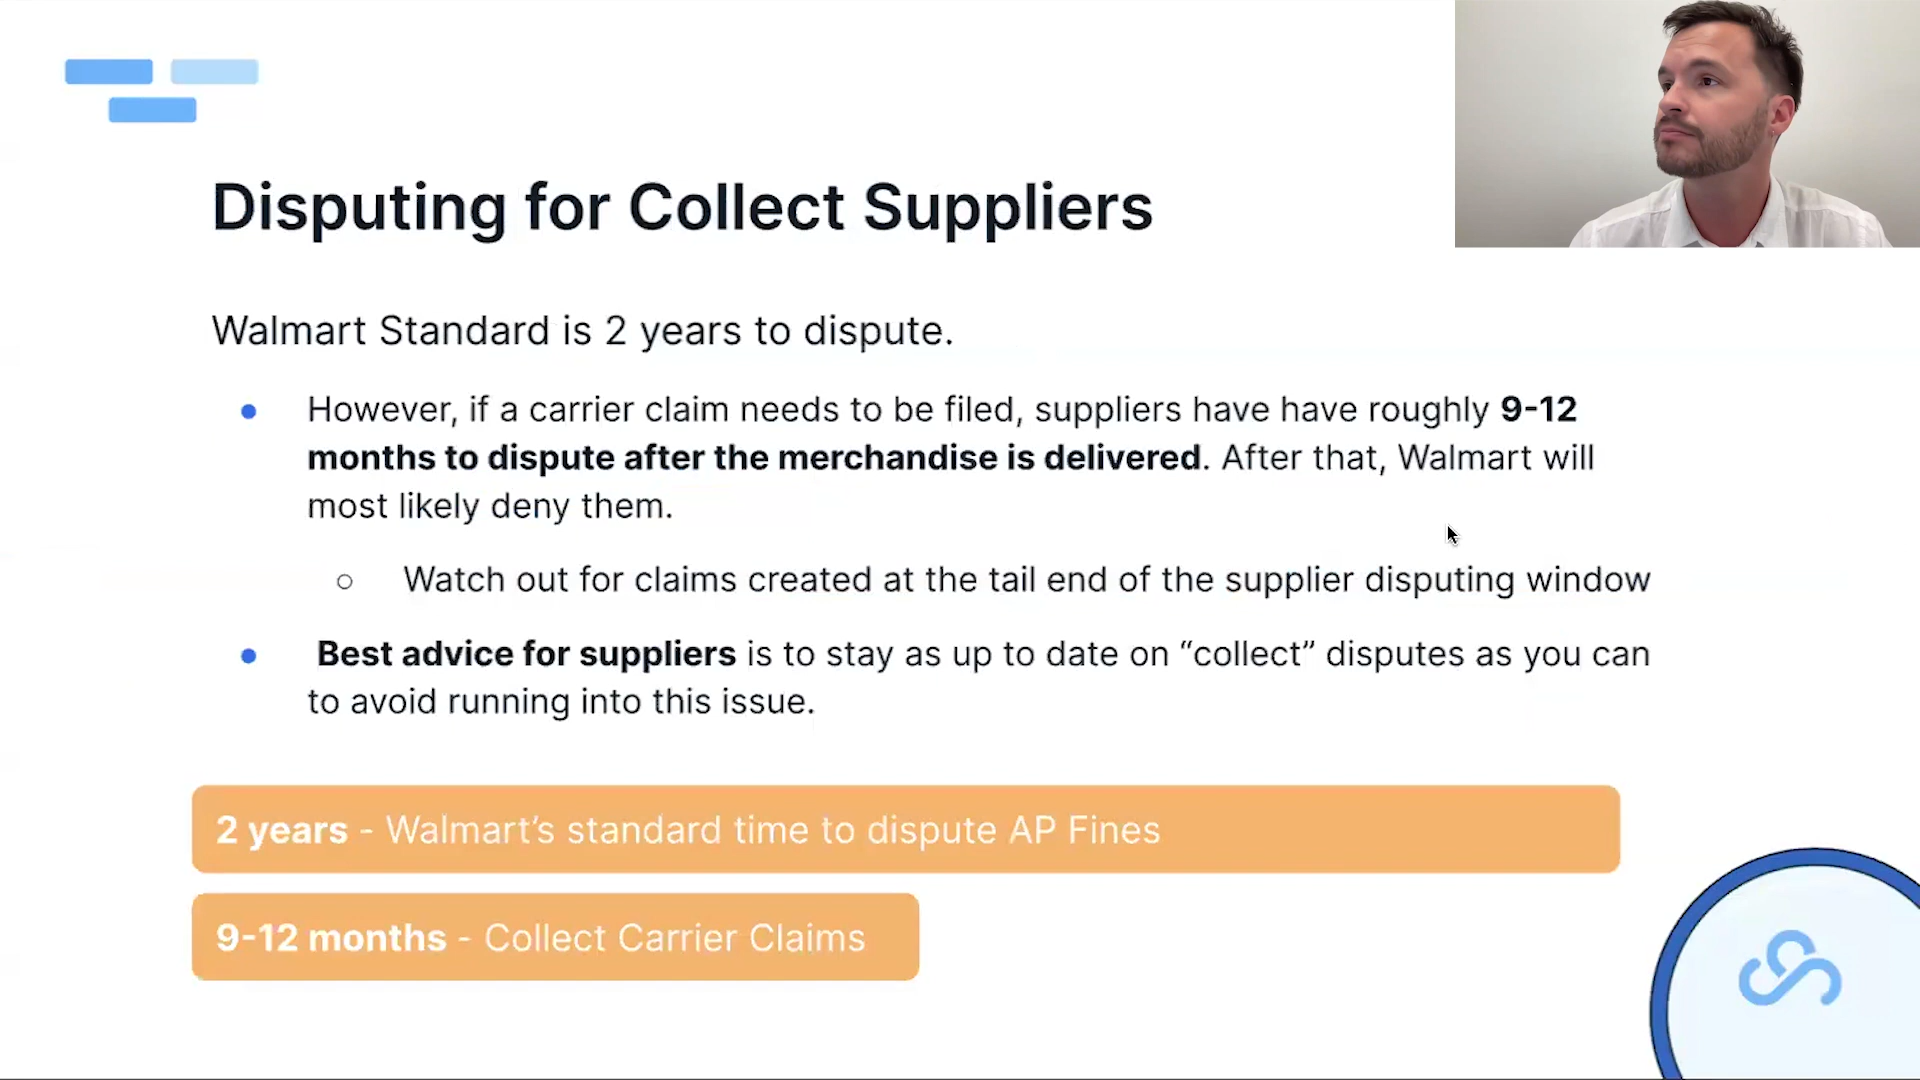 Disputing for Collect Suppliers
Walmart Standard is 2 years to dispute.
However, if a carrier claim needs to be filed, suppliers have have roughly 9-12
months to dispute after the merchandise is delivered. After that, Walmart will
most likely deny them.
Watch out for claims created at the tail end of the supplier disputing window
Best advice for suppliers is to stay as up to date on “collect” disputes as you can
to avoid running into this issue.
2 years - Walmart’s standard time to dispute AP Fines
9-12 months - Collect Carrier Claims